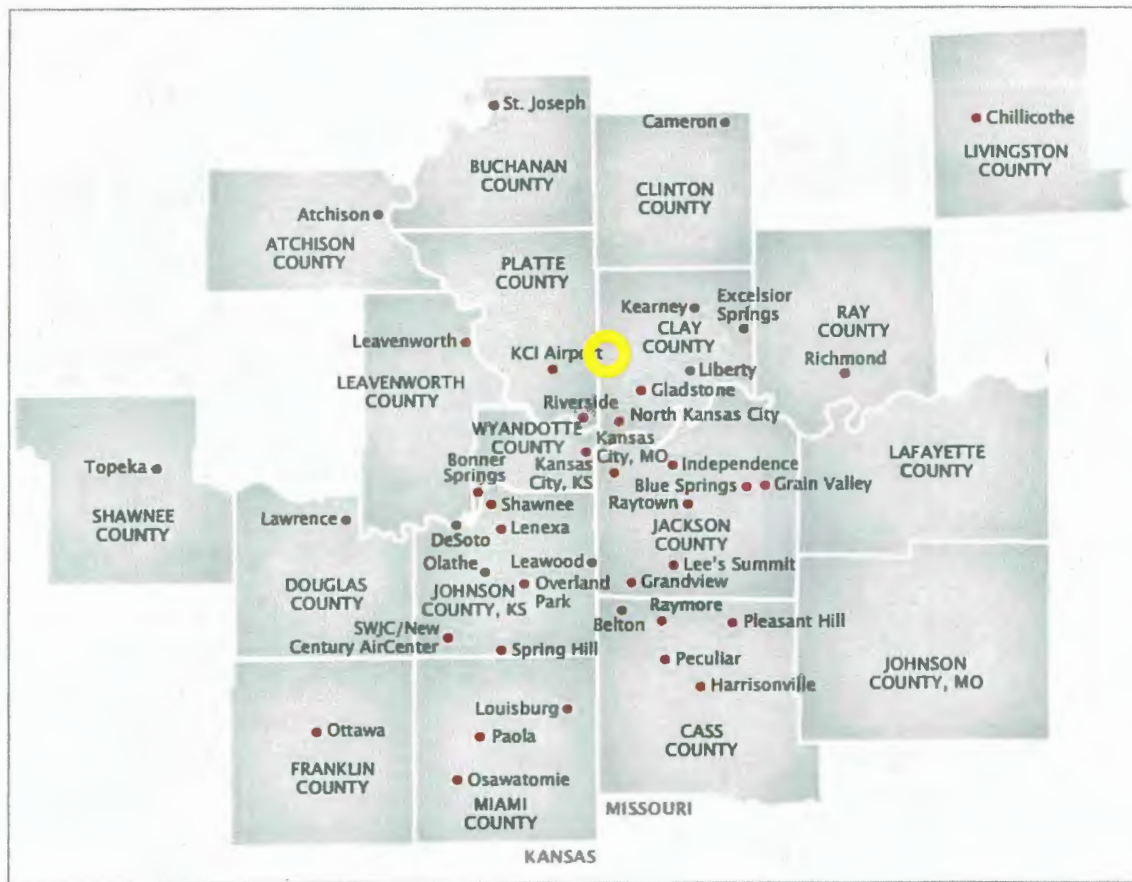 St. Joseph
BUCHANAN
COUNTY
Cameron
CLINTON
COUNTY
Chillicothe
LIVINGSTON
COUNTY
Atchison
ATCHISON
COUNTY
PLATTE
COUNTY
Kearney
Excelsior
Springs
CLAY
COUNTY
RAY
COUNTY
Richmond
Leavenworth
LEAVENWORTH
COUNTY
KCI Airport
Liberty
Gladstone
Riverside
North Kansas City
WYANDOTTE
COUNTY
Kansas
City, MO
Kansas
City, KS
Bonner
Springs
Independence
Blue Springs
Grain Valley
LAFAYETTE
COUNTY
Topeka
SHAWNEE
COUNTY
Lawrence
Shawnee
Raytown
DeSoto
Lenexa
JACKSON
COUNTY
Olathe
Leawood
Lee's Summit
DOUGLAS
COUNTY
JOHNSON
COUNTY, KS
Overland
Park
Grandview
Belton
Raymore
Pleasant Hill
SWJC/New
Century AirCenter
Spring Hill
Peculiar
JOHNSON
COUNTY, MO
Harrisonville
Louisburg
Ottawa
Paola
CASS
COUNTY
FRANKLIN
COUNTY
Osawatomie
MIAMI
COUNTY
MISSOURI
KANSAS